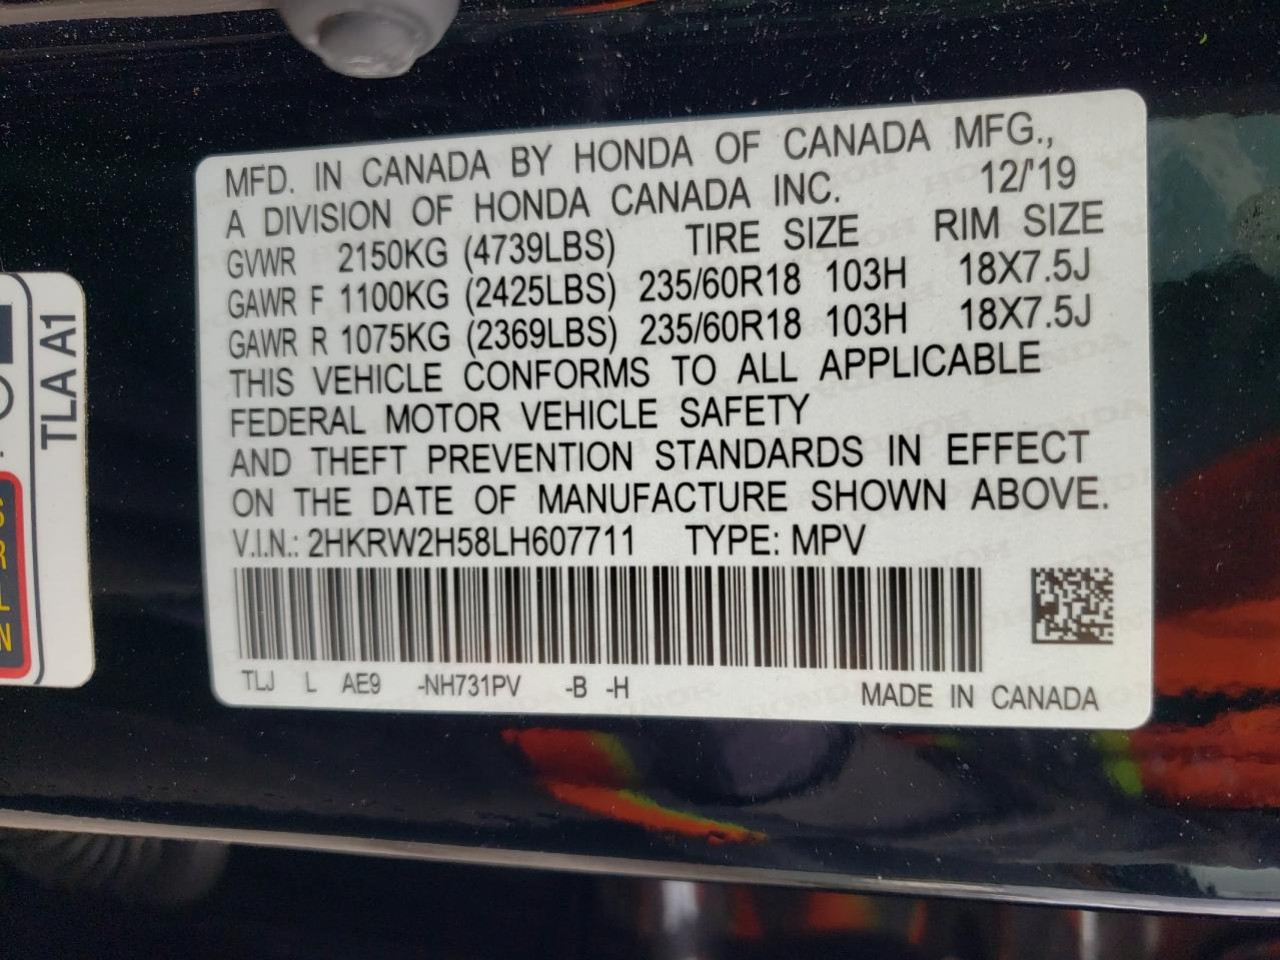 MFD. IN CANADA BY HONDA OF CANADA MFG.,
A DIVISION OF HONDA CANADA INC. 12/'19
GVWR 2150KG (4739LBS) TIRE SIZE RIM SIZE
GAWR F 1100KG (2425LBS) 235/60R18 103H 18X7.5J
GAWR R 1075KG (2369LBS) 235/60R18 103H 18X7.5J
THIS VEHICLE CONFORMS TO ALL APPLICABLE
FEDERAL MOTOR VEHICLE SAFETY
AND THEFT PREVENTION STANDARDS IN EFFECT
ON THE DATE OF MANUFACTURE SHOWN ABOVE.
V.I.N.: 2HKRW2H58LH607711 TYPE: MPV
TLJ L AE9 -NH731PV -B -H
MADE IN CANADA
TLA A1